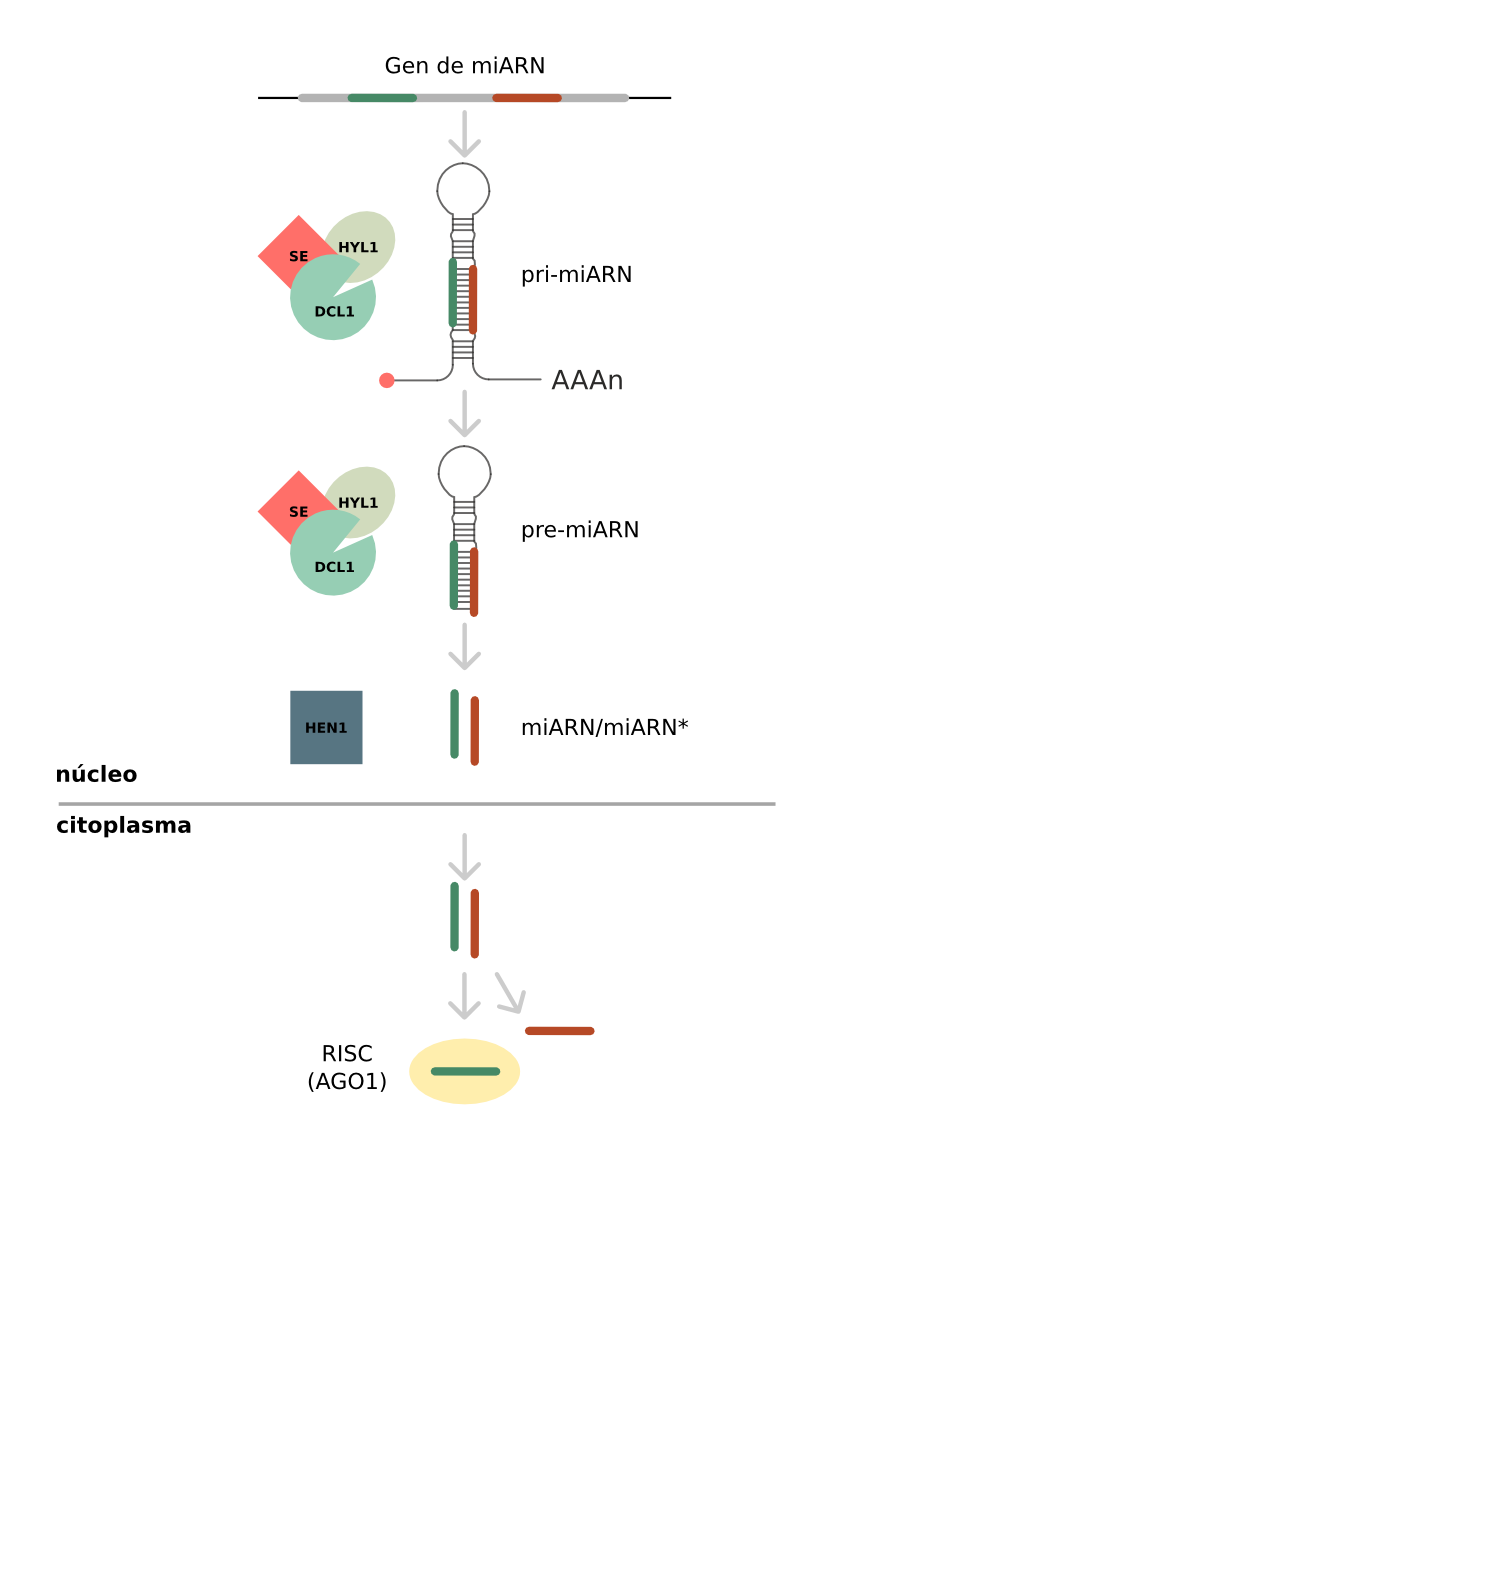 Gen de miARN
SE
HYL1
DCL1
pri-miARN
AAAn
SE
HYL1
DCL1
pre-miARN
HEN1
miARN/miARN*
núcleo
citoplasma
RISC
(AGO1)